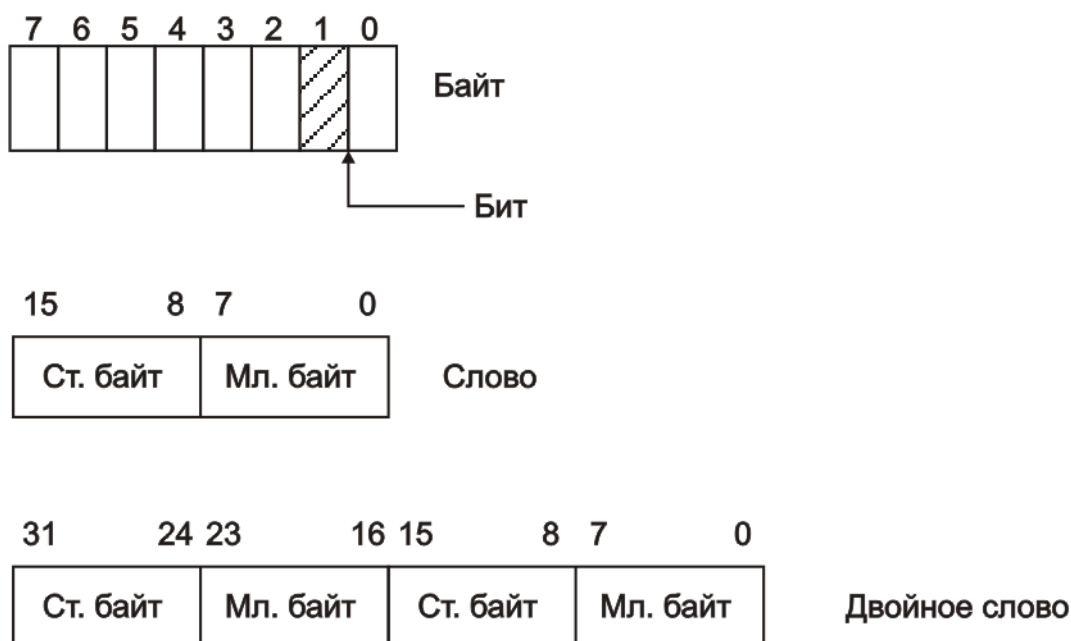 7 6 5 4 3 2 1 0
Байт
Бит
15 8 7 0
Ст. байт Мл. байт Слово
31 24 23 16 15 8 7 0
Ст. байт Мл. байт Ст. байт Мл. байт Двойное слово